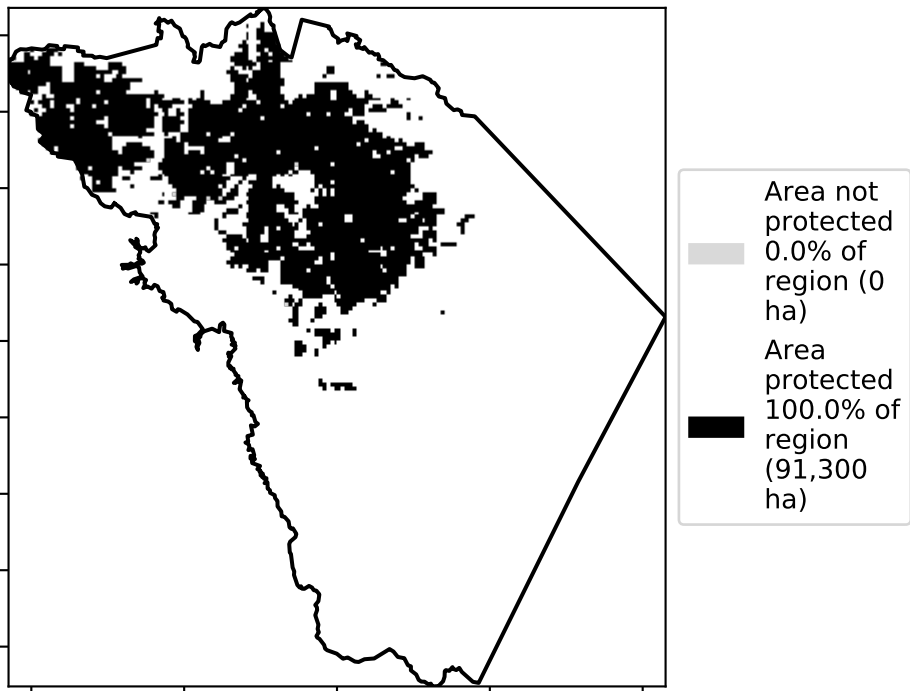 Area not
protected
0.0% of
region (0
ha)
Area
protected
100.0% of
region
(91,300
ha)